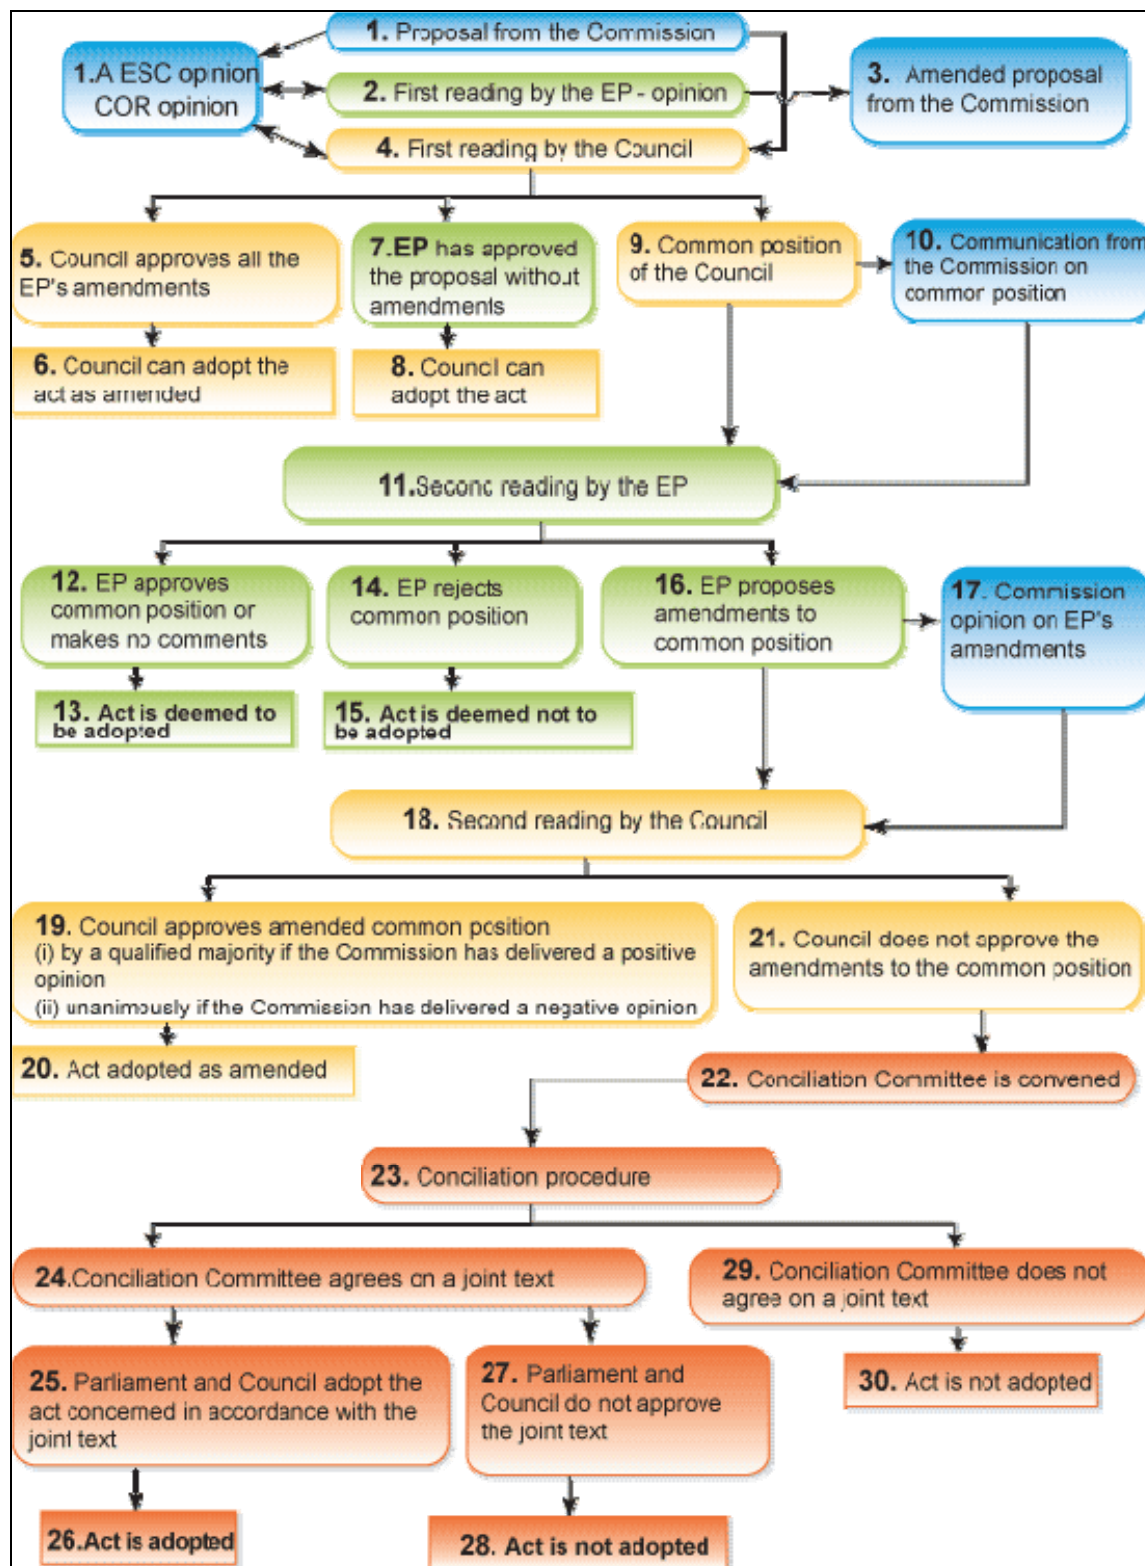 1. Proposal from the Commission
1.A ESC opinion
COR opinion
2. First reading by the EP - opinion
3. Amended proposal
from the Commission
4. First reading by the Council
5. Council approves all the
EP's amendments
7. EP has approved
the proposal without
amendments
9. Common position
of the Council
10. Communication from
the Commission on
common position
6. Council can adopt the
act as amended
8. Council can
adopt the act
11. Second reading by the EP
12. EP approves
common position or
makes no comments
14. EP rejects
common position
16. EP proposes
amendments to
common position
17. Commission
opinion on EP's
amendments
13. Act is deemed to
be adopted
15. Act is deemed not to
be adopted
18. Second reading by the Council
19. Council approves amended common position
(i) by a qualified majority if the Commission has delivered a positive
opinion
(ii) unanimously if the Commission has delivered a negative opinion
21. Council does not approve the
amendments to the common position
20. Act adopted as amended
22. Conciliation Committee is convened
23. Conciliation procedure
24. Conciliation Committee agrees on a joint text
29. Conciliation Committee does not
agree on a joint text
25. Parliament and Council adopt the
act concerned in accordance with the
joint text
27. Parliament and
Council do not approve
the joint text
30. Act is not adopted
26. Act is adopted
28. Act is not adopted